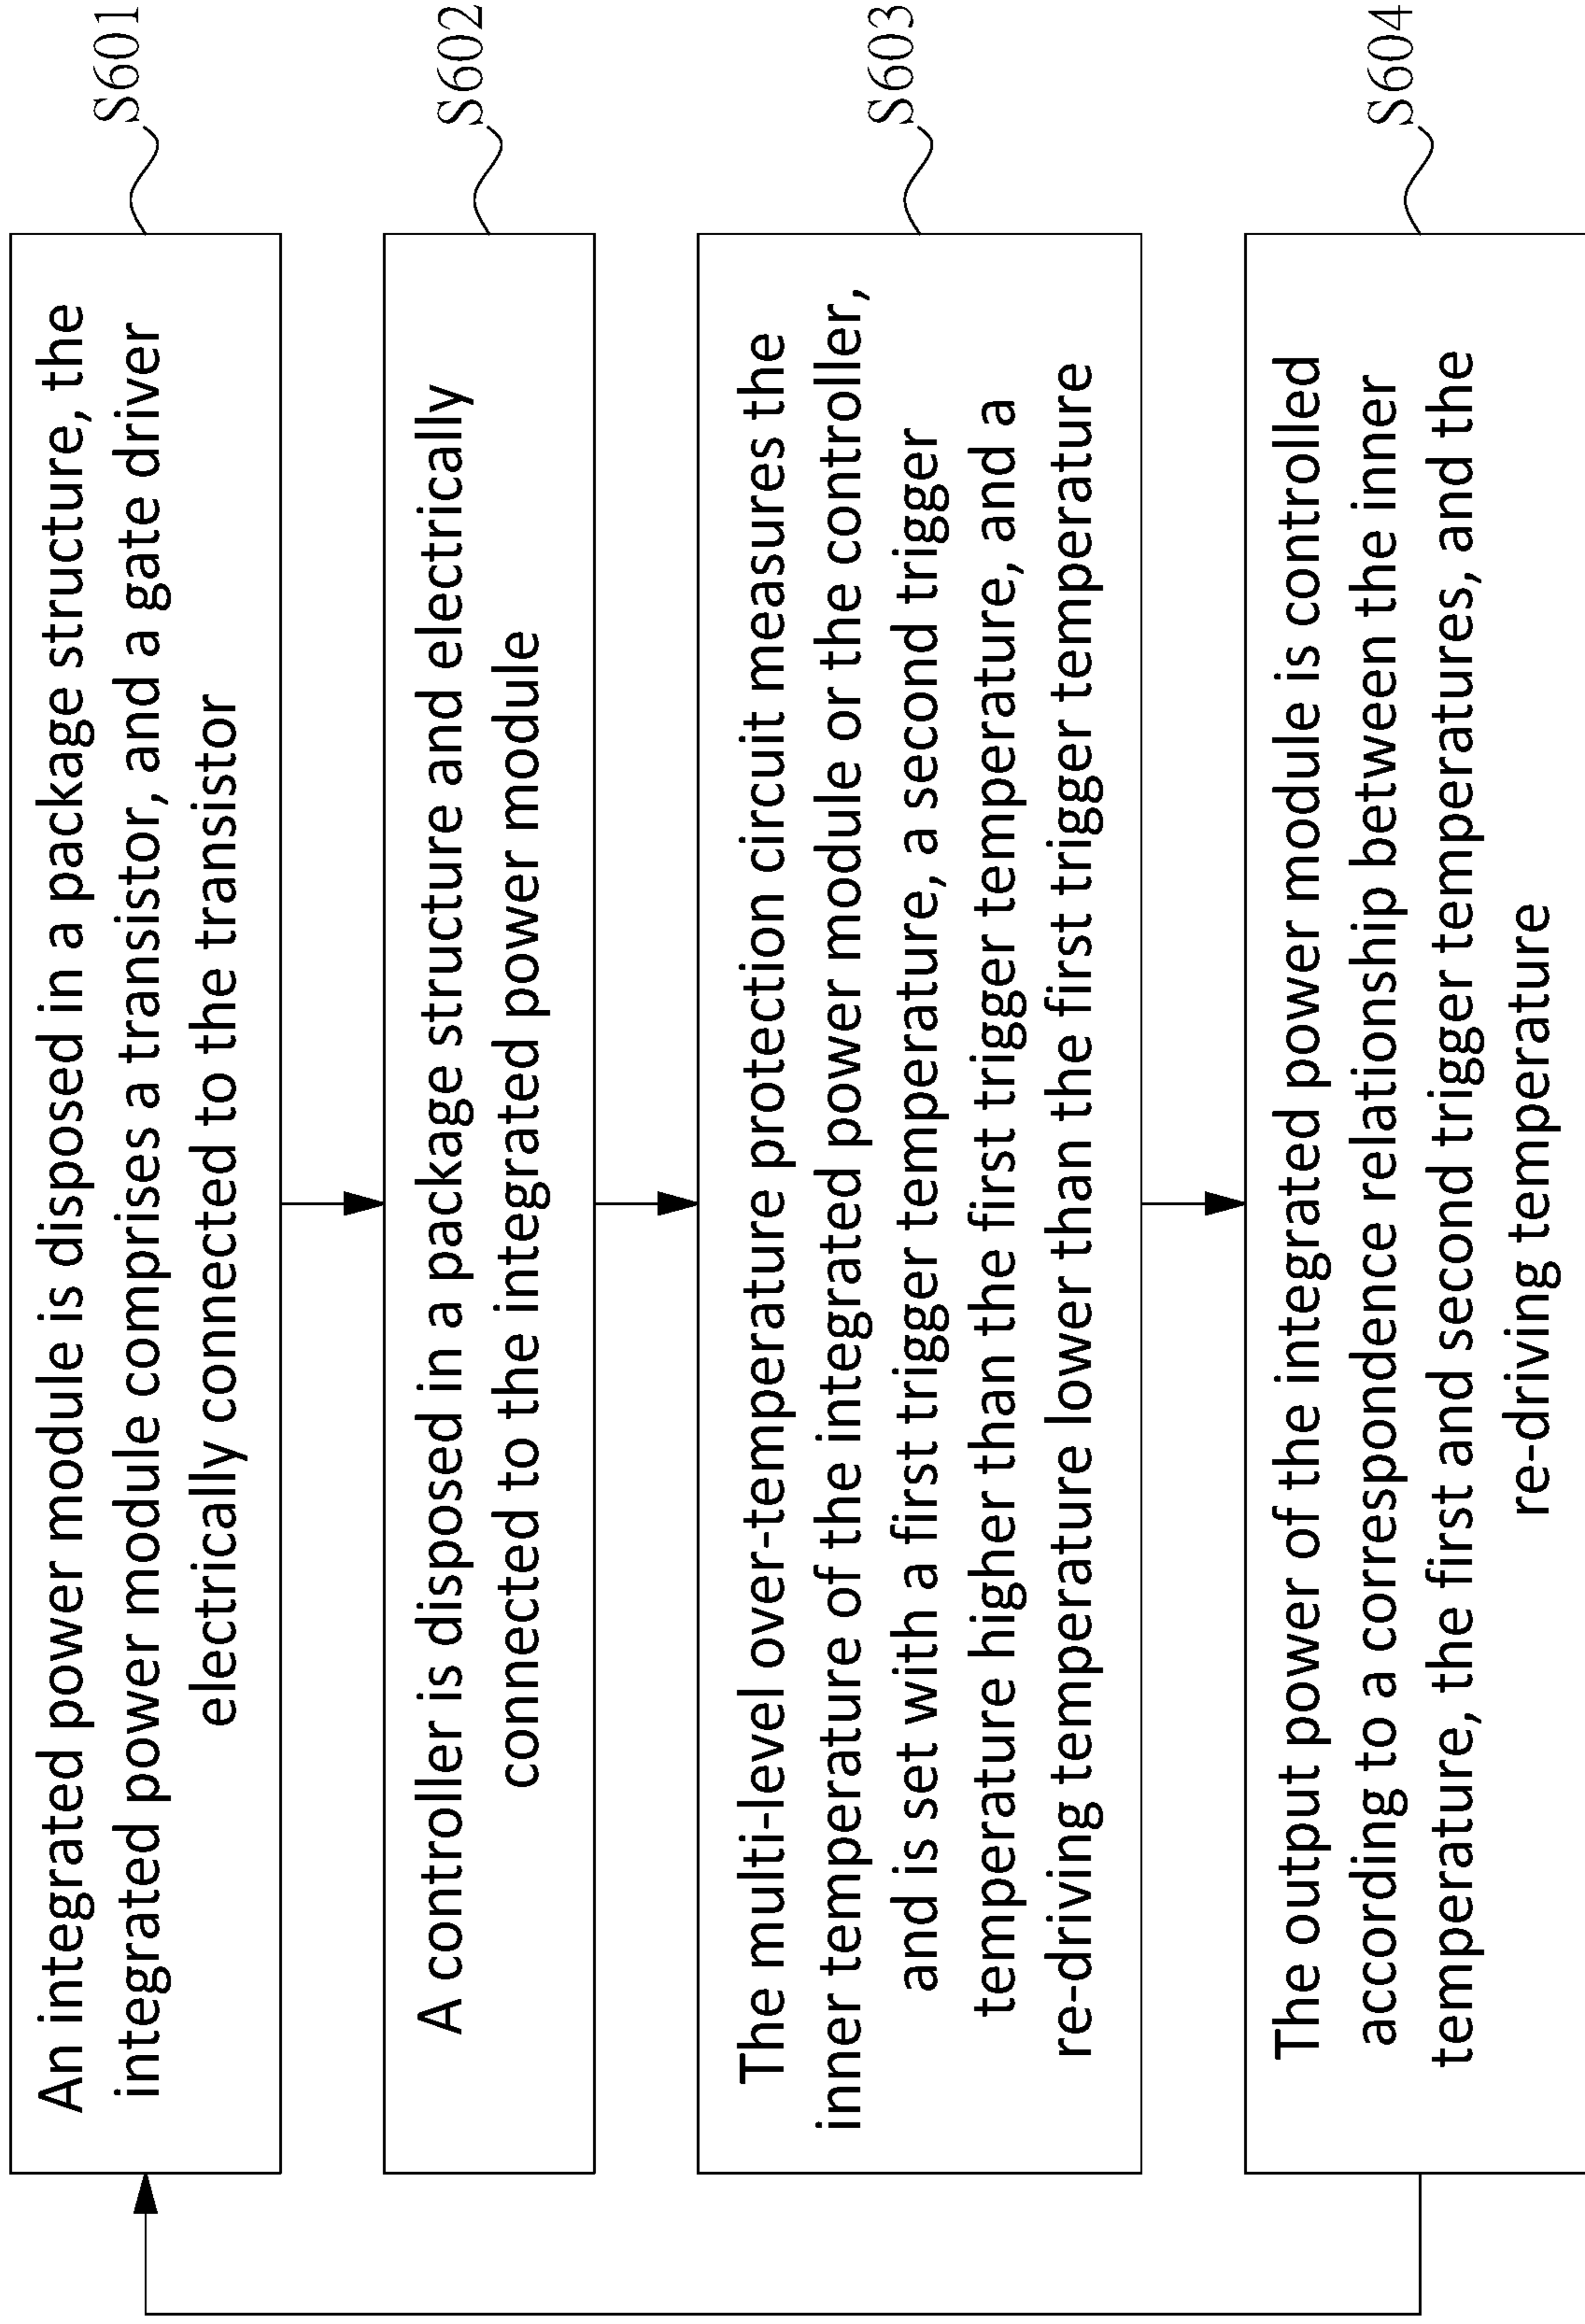 An integrated power module is disposed in a package structure, the
integrated power module comprises a transistor, and a gate driver
electrically connected to the transistor
S601
A controller is disposed in a package structure and electrically
connected to the integrated power module
S602
The multi-level over-temperature protection circuit measures the
inner temperature of the integrated power module or the controller,
and is set with a first trigger temperature, a second trigger
temperature higher than the first trigger temperature, and a
re-driving temperature lower than the first trigger temperature
S603
The output power of the integrated power module is controlled
according to a correspondence relationship between the inner
temperature, the first and second trigger temperatures, and the
re-driving temperature
S604